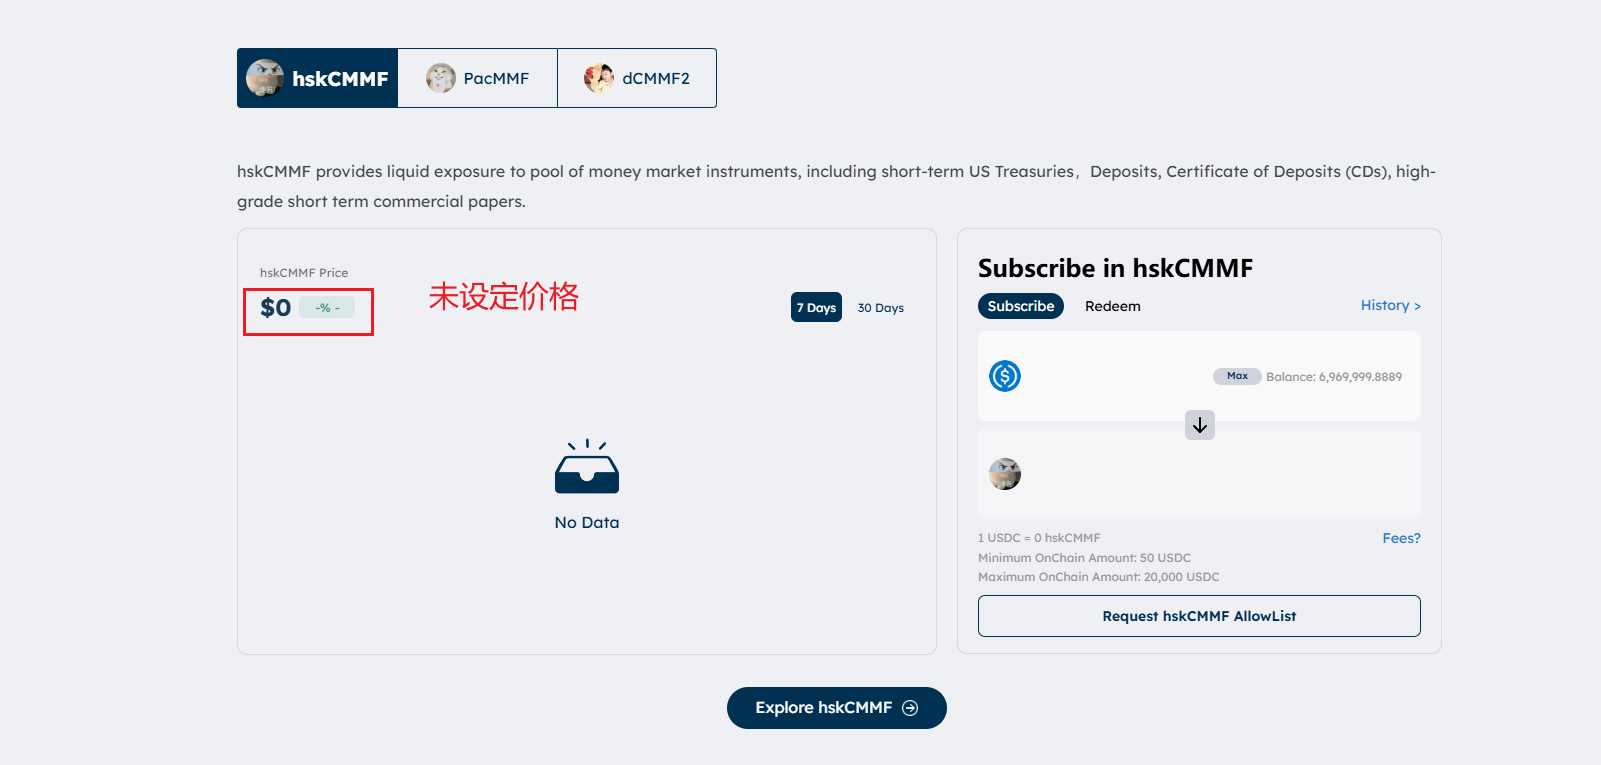 hskCMMF
PacMMF
dCMMF2
hskCMMF provides liquid exposure to pool of money market instruments, including short-term US Treasuries，Deposits, Certificate of Deposits (CDs), high-
grade short term commercial papers.
hskCMMF Price
$0 -% -
未设定价格
7 Days
30 Days
No Data
Subscribe in hskCMMF
Subscribe
Redeem
History >
Max
Balance: 6,969,999.8889
1 USDC = 0 hskCMMF
Fees?
Minimum OnChain Amount: 50 USDC
Maximum OnChain Amount: 20,000 USDC
Request hskCMMF AllowList
Explore hskCMMF